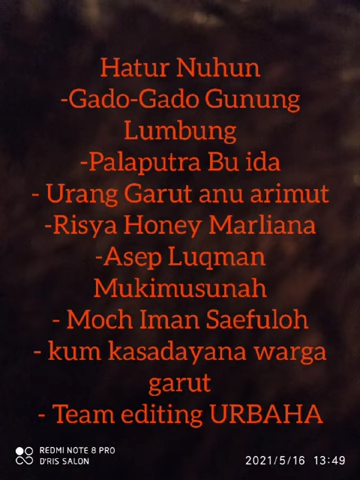 Hatur Nuhun
-Gado-Gado Gunung
Lumbung
-Palaputra Bu ida
- Urang Garut anu arimut
-Risya Honey Marliana
-Asep Luqman
Mukimusunah
- Moch Iman Saefuloh
- kum kasadayana warga
garut
- Team editing URBAHA
REDMI NOTE 8 PRO
D'RIS SALON
2021/5/16 13:49